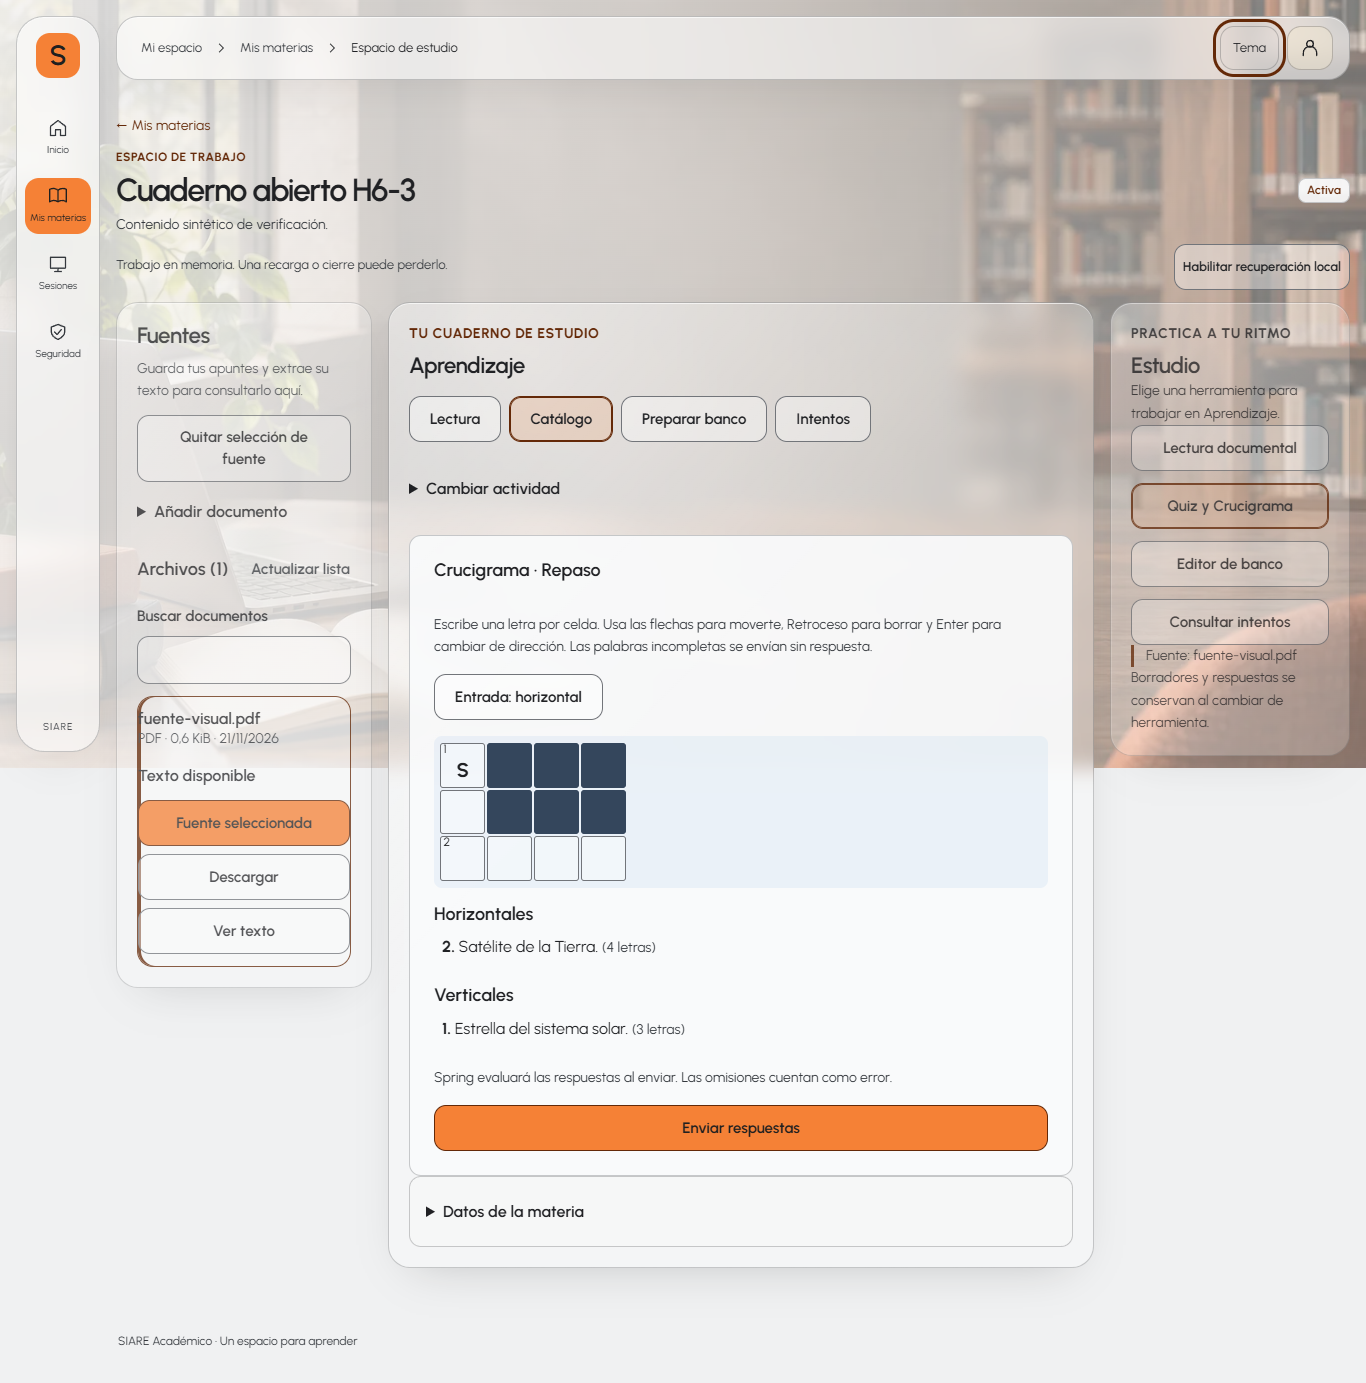 S
Inicio
Mis materias
Sesiones
Seguridad
SIARE
Mi espacio > Mis materias > Espacio de estudio
Tema
← Mis materias
ESPACIO DE TRABAJO
Cuaderno abierto H6-3
Activa
Contenido sintético de verificación.
Trabajo en memoria. Una recarga o cierre puede perderlo.
Habilitar recuperación local
Fuentes
Guarda tus apuntes y extrae su
texto para consultarlo aquí.
Quitar selección de
fuente
Añadir documento
Archivos (1)
Actualizar lista
Buscar documentos
fuente-visual.pdf
PDF · 0,6 KiB · 21/11/2026
Texto disponible
Fuente seleccionada
Descargar
Ver texto
TU CUADERNO DE ESTUDIO
Aprendizaje
Lectura
Catálogo
Preparar banco
Intentos
Cambiar actividad
Crucigrama · Repaso
Escribe una letra por celda. Usa las flechas para moverte, Retroceso para borrar y Enter para
cambiar de dirección. Las palabras incompletas se envían sin respuesta.
Entrada: horizontal
1
S
2
Horizontales
2. Satélite de la Tierra. (4 letras)
Verticales
1. Estrella del sistema solar. (3 letras)
Spring evaluará las respuestas al enviar. Las omisiones cuentan como error.
Enviar respuestas
Datos de la materia
PRACTICA A TU RITMO
Estudio
Elige una herramienta para
trabajar en Aprendizaje.
Lectura documental
Quiz y Crucigrama
Editor de banco
Consultar intentos
Fuente: fuente-visual.pdf
Borradores y respuestas se
conservan al cambiar de
herramienta.
SIARE Académico · Un espacio para aprender